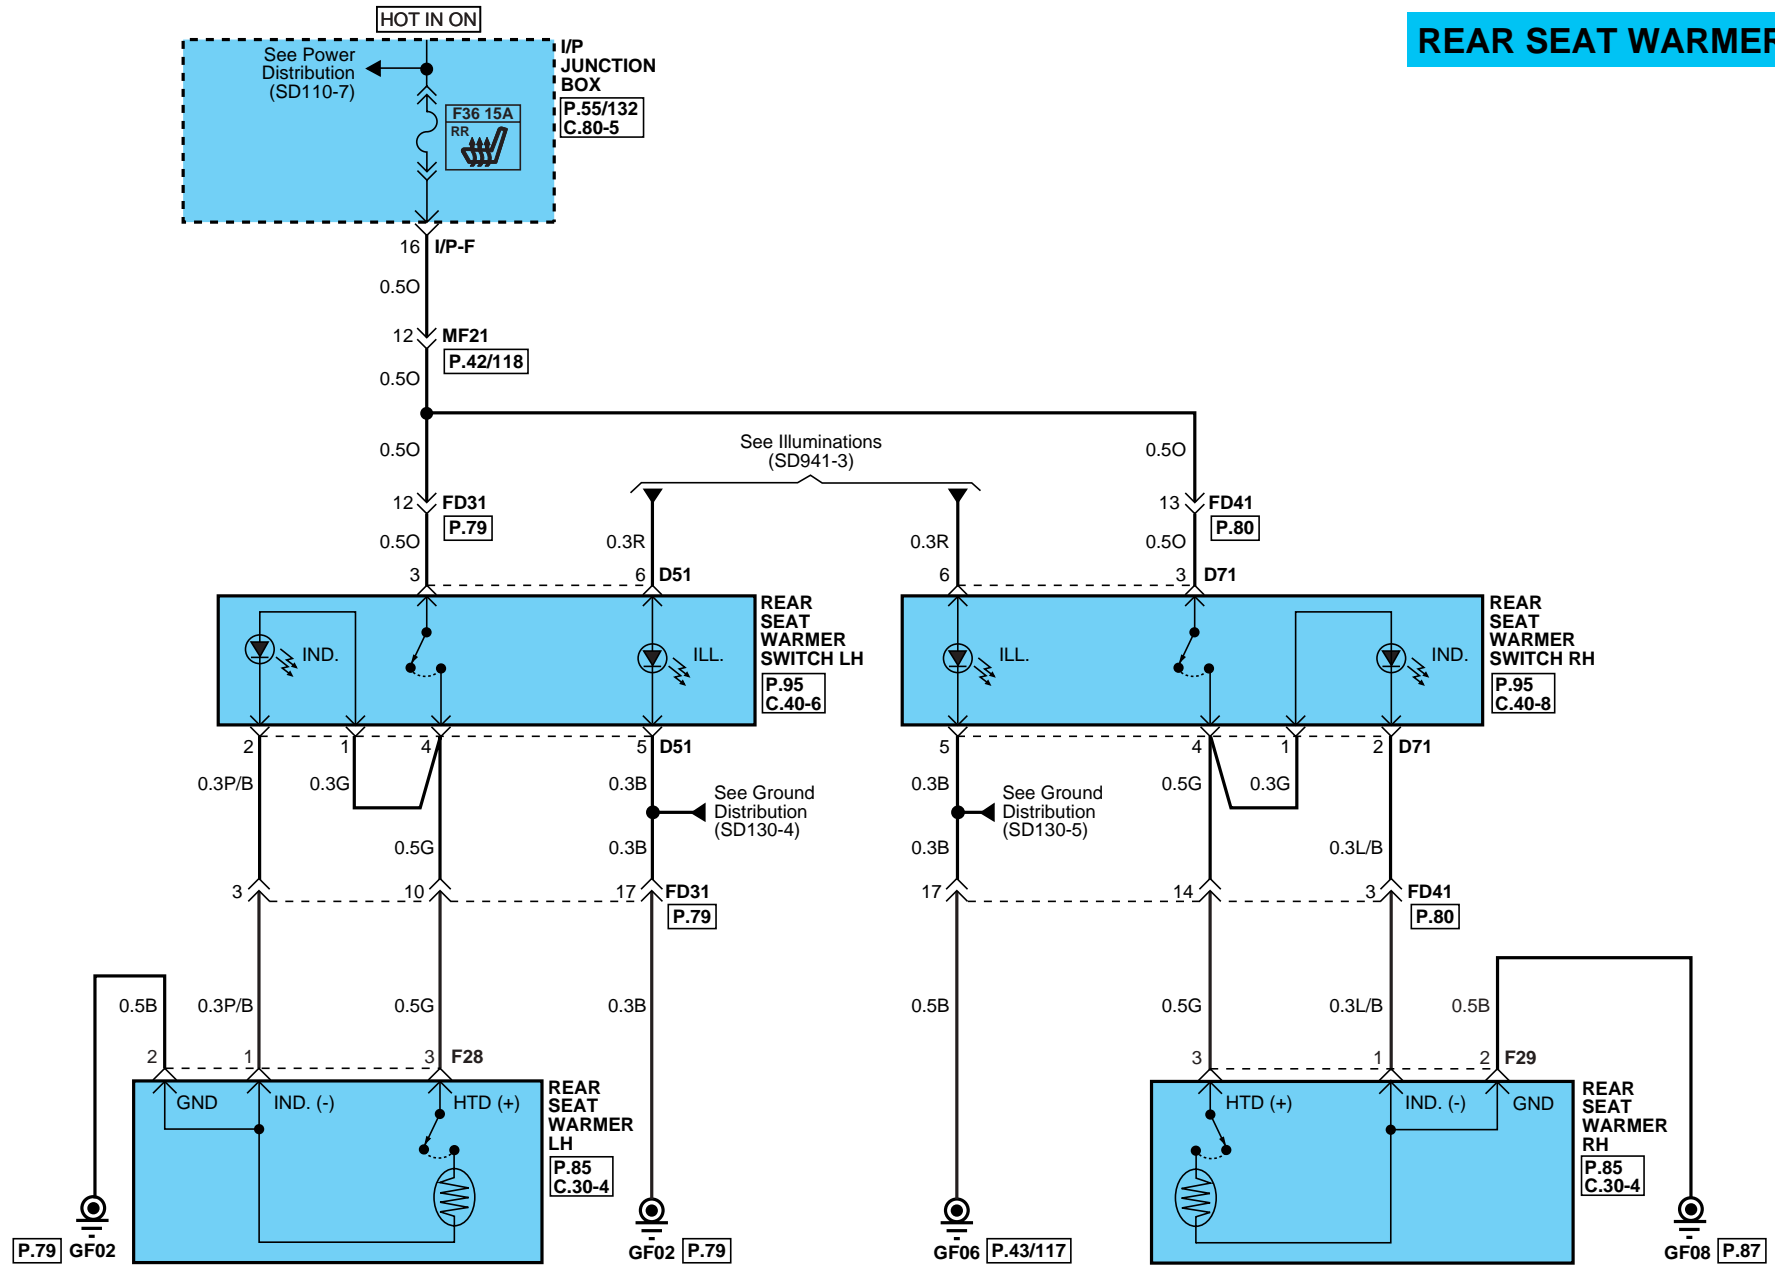 HOT IN ON
REAR SEAT WARMER
See Power
Distribution
(SD110-7)
I/P
JUNCTION
BOX
P.55/132
C.80-5
F36 15A
RR
16 I/P-F
0.5O
12 MF21
P.42/118
0.5O
0.5O
See Illuminations
(SD941-3)
0.5O
12 FD31
P.79
13 FD41
P.80
0.5O
0.3R
0.3R
0.5O
3
6 D51
6
3 D71
IND.
ILL.
REAR
SEAT
WARMER
SWITCH LH
P.95
C.40-6
ILL.
IND.
REAR
SEAT
WARMER
SWITCH RH
P.95
C.40-8
2
1
4
5 D51
5
4
1
2 D71
0.3P/B
0.3G
0.3B
See Ground
Distribution
(SD130-4)
0.3B
See Ground
Distribution
(SD130-5)
0.5G
0.3G
0.5G
0.3B
0.3B
0.3L/B
3
10
17 FD31
P.79
17
14
3 FD41
P.80
0.5B
0.3P/B
0.5G
0.3B
0.5B
0.5G
0.3L/B
0.5B
2
1
3 F28
3
1
2 F29
GND
IND. (-)
HTD (+)
REAR
SEAT
WARMER
LH
P.85
C.30-4
HTD (+)
IND. (-)
GND
REAR
SEAT
WARMER
RH
P.85
C.30-4
P.79 GF02
GF02 P.79
GF06 P.43/117
GF08 P.87